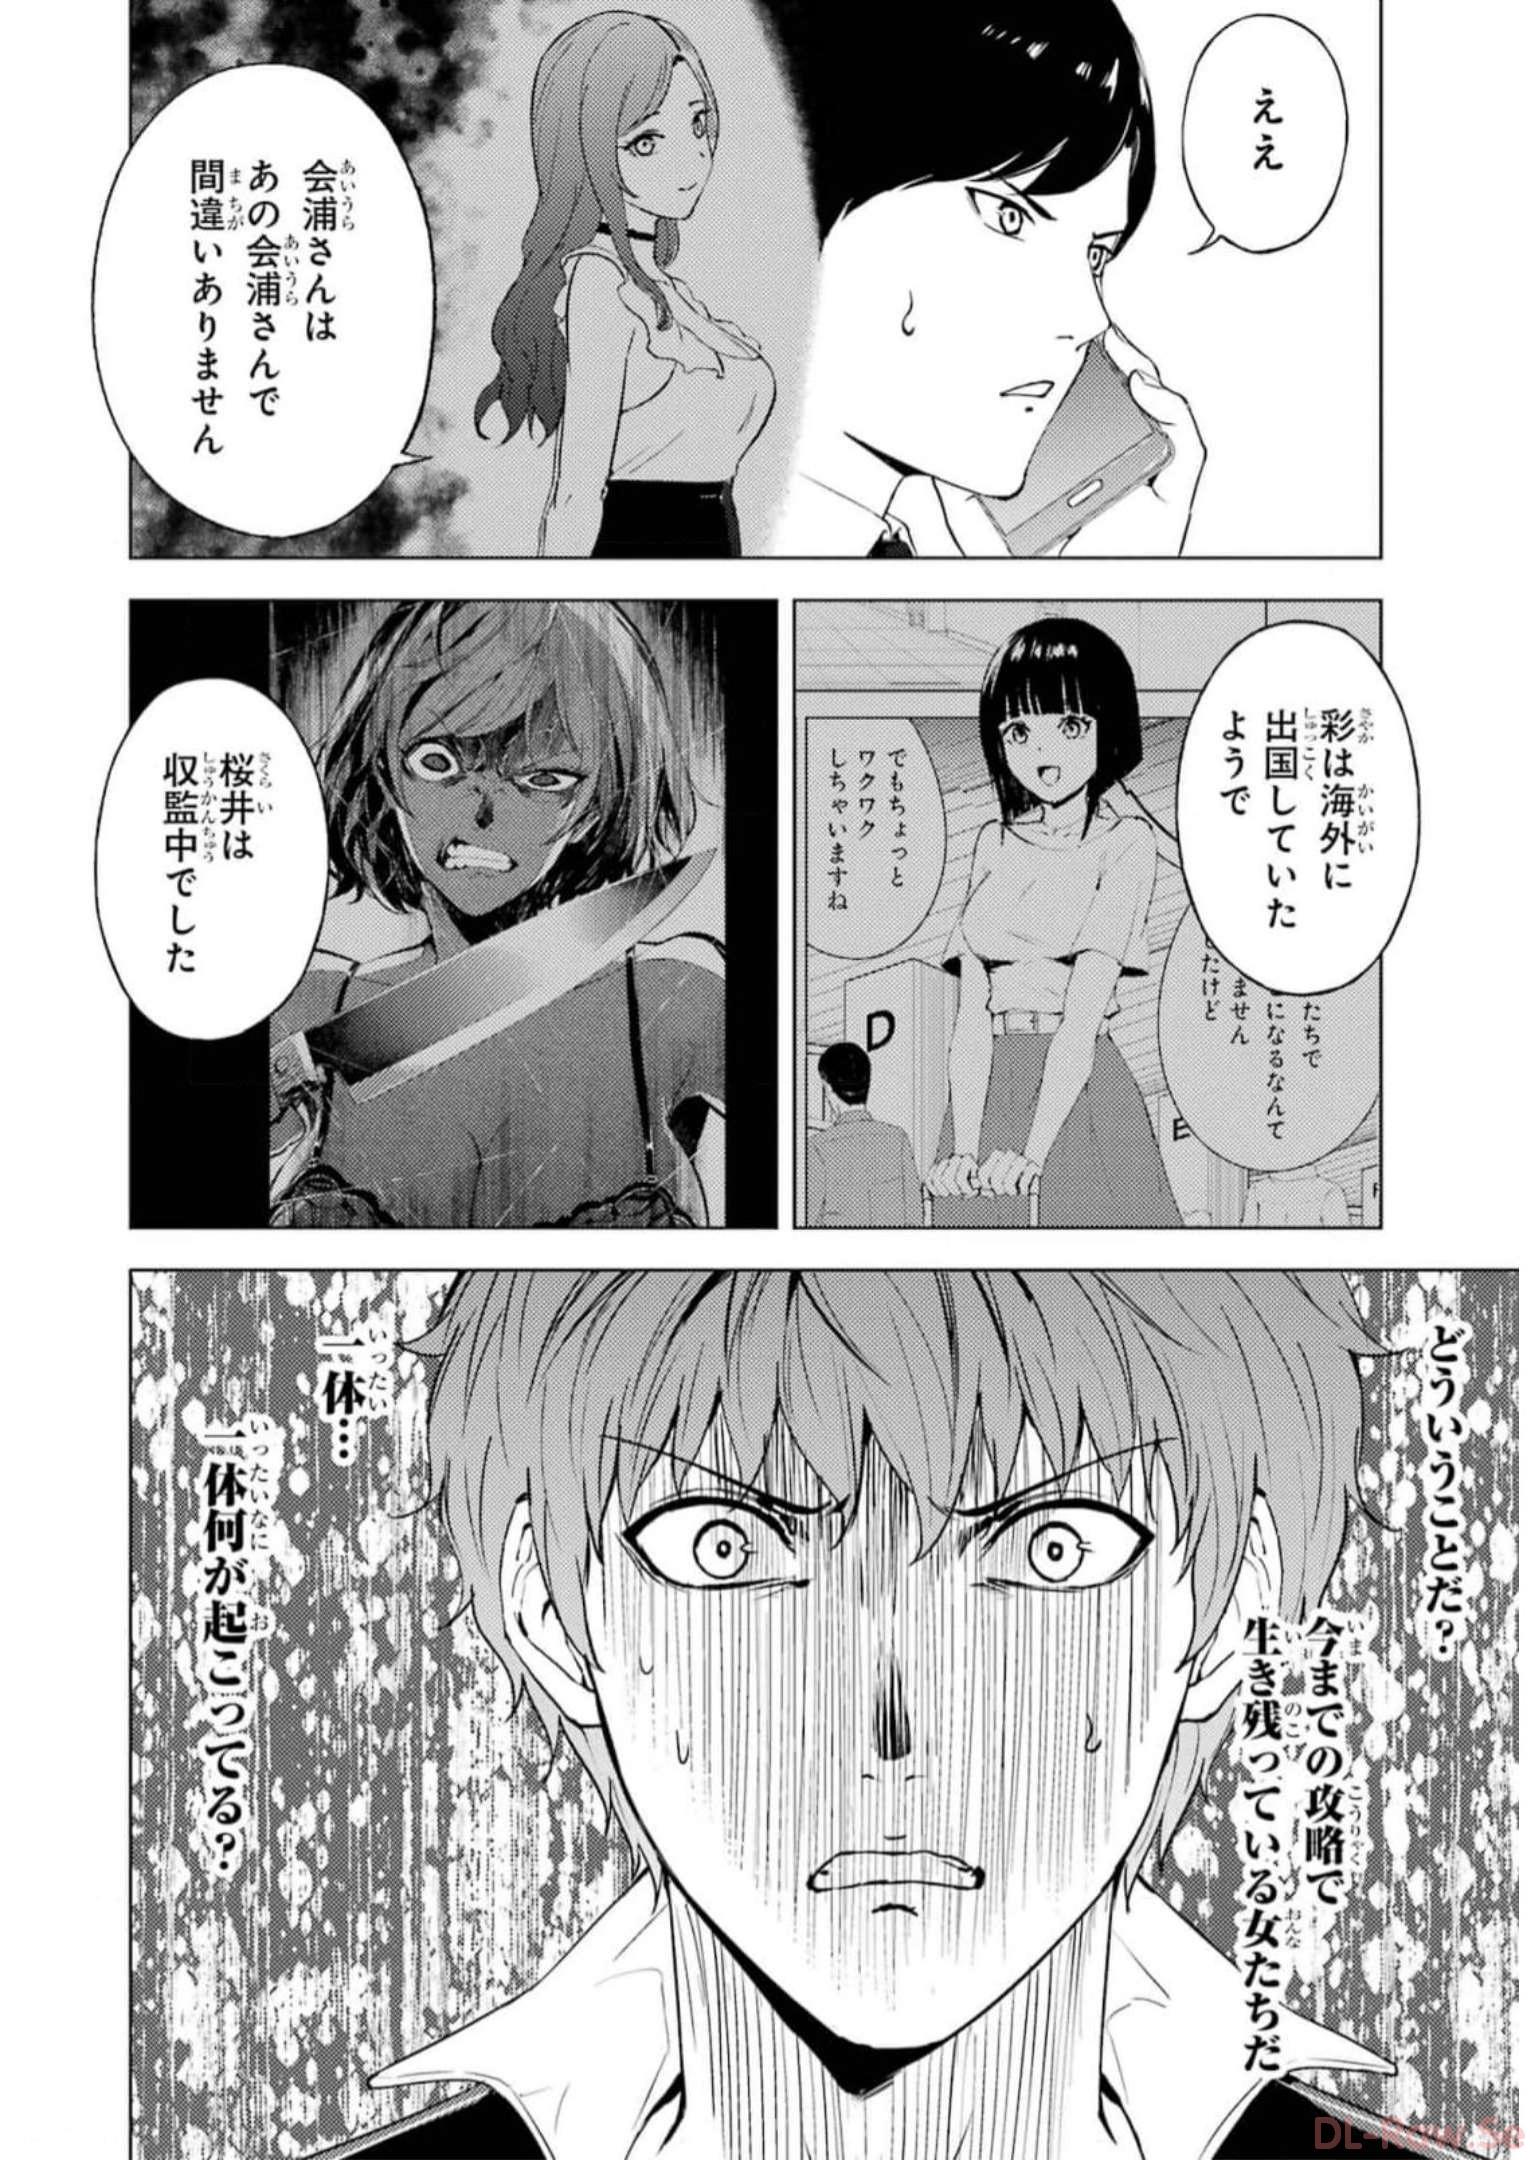 ええ
会浦さんは
あの会浦さんで
間違いありません
彩は海外に
出国していた
ようで
たちで
になるなんて
ません
たけど
でもちょっと
ワクワク
しちゃいますね
D
E
F
桜井は
収監中でした
どういうことだ？
今までの攻略で
生き残っている女たちだ
一体…
一体何が起こってる？
DL-Raw.Se